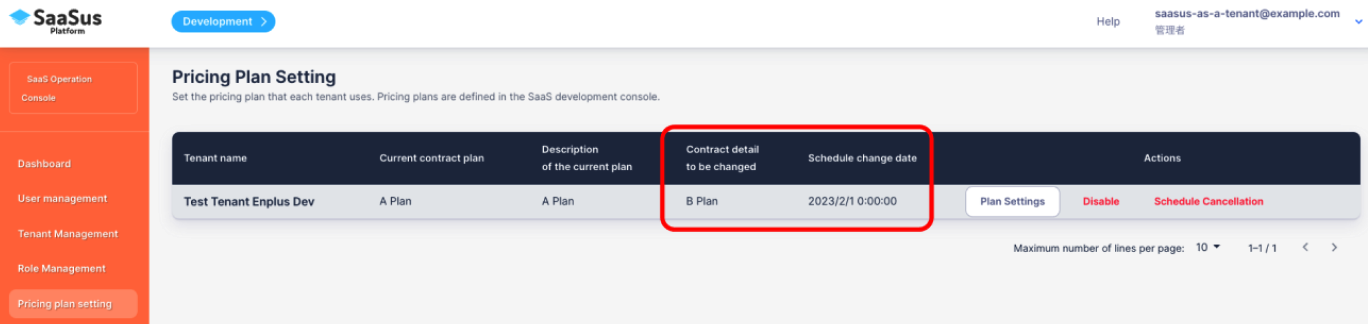 SaaSus
Platform
Development >
Help
saasus-as-a-tenant@example.com
管理者
SaaS Operation
Console
Dashboard
User management
Tenant Management
Role Management
Pricing plan setting
Pricing Plan Setting
Set the pricing plan that each tenant uses. Pricing plans are defined in the SaaS development console.
Tenant name
Current contract plan
Description
of the current plan
Contract detail
to be changed
Schedule change date
Actions
Test Tenant Enplus Dev
A Plan
A Plan
B Plan
2023/2/1 0:00:00
Plan Settings
Disable
Schedule Cancellation
Maximum number of lines per page: 10
1–1 / 1